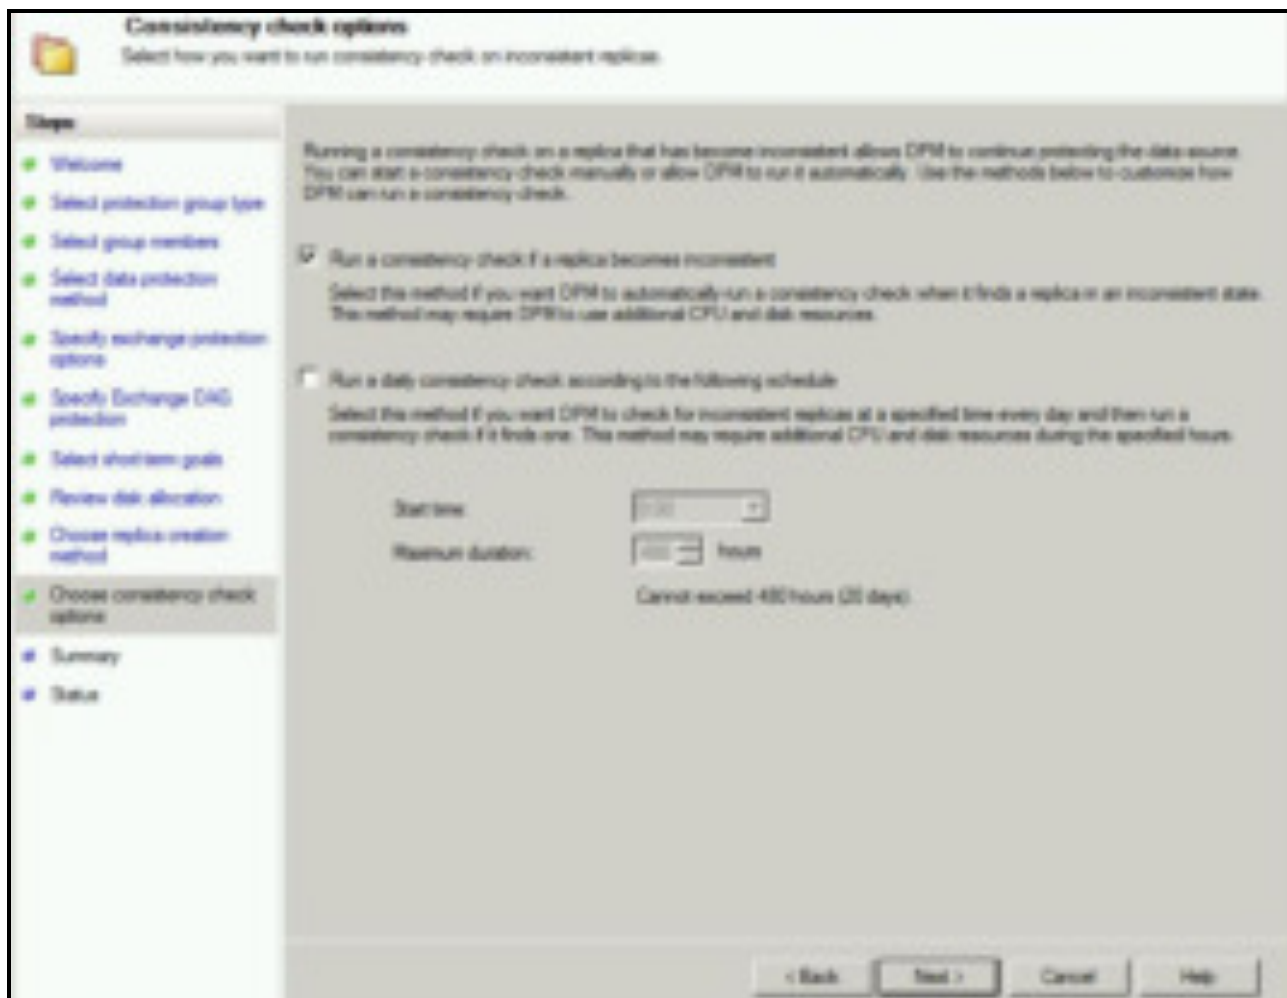 Consistency check options
Select how you want to run consistency check on inconsistent replicas.
Steps
Welcome
Select protection group type
Select group members
Select data protection
method
Specify exchange protection
options
Specify Exchange DAG
protection
Select short-term goals
Review disk allocation
Choose replica creation
method
Choose consistency check
options
Summary
Status
Running a consistency check on a replica that has become inconsistent allows DPM to continue protecting the data source.
You can start a consistency check manually or allow DPM to run it automatically. Use the methods below to customize how
DPM can run a consistency check.
Run a consistency check if a replica becomes inconsistent
Select this method if you want DPM to automatically run a consistency check when it finds a replica in an inconsistent state.
This method may require DPM to use additional CPU and disk resources.
Run a daily consistency check according to the following schedule
Select this method if you want DPM to check for inconsistent replicas at a specified time every day and then run a
consistency check if it finds one. This method may require additional CPU and disk resources during the specified hours.
Start time:
Maximum duration:
hours
Cannot exceed 480 hours (20 days).
< Back
Next >
Cancel
Help